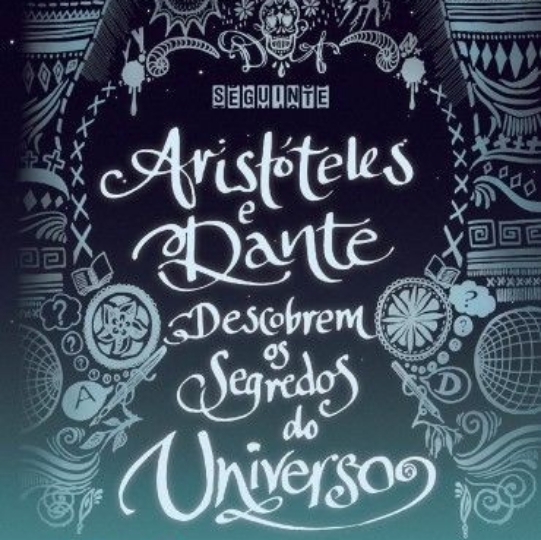 D A
SEGUINTE
Aristóteles
e
Dante
Descobrem
os
Segredos
do
Universo
?
?
?
?
A
D